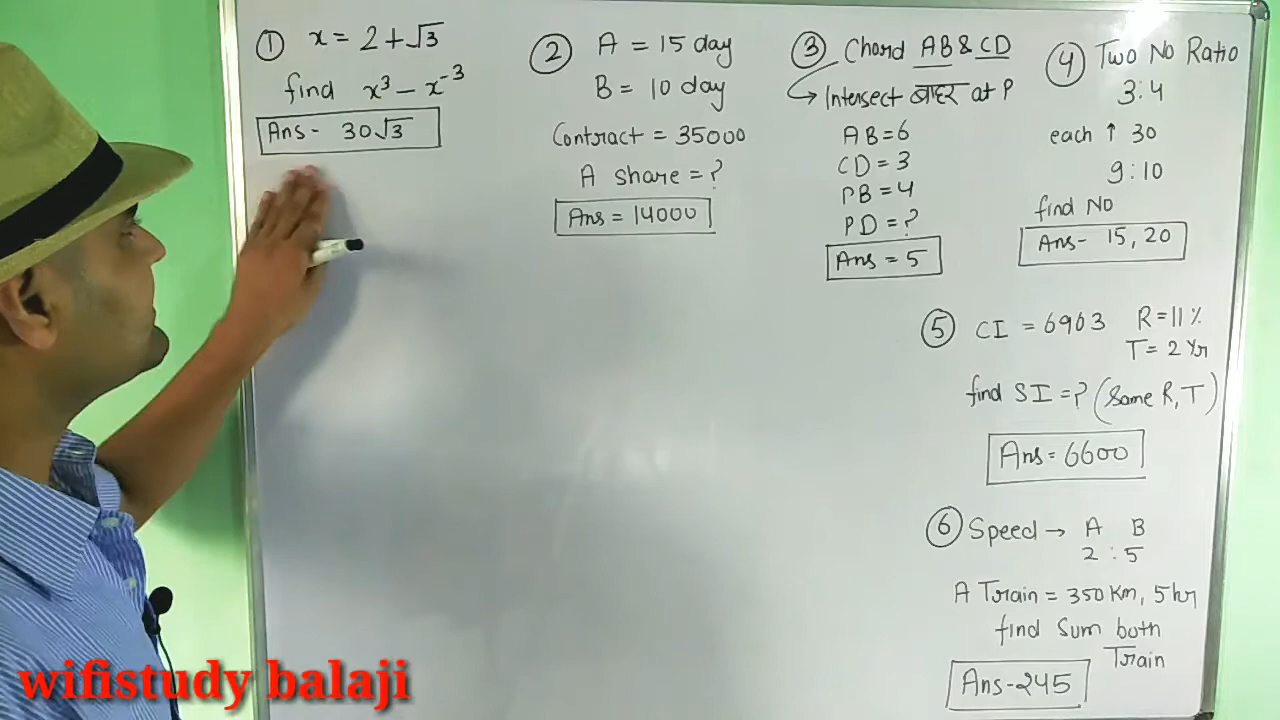 ① x = 2 + √3
find x³ - x⁻³
Ans - 30√3
② A = 15 day
B = 10 day
Contract = 35000
A share = ?
Ans = 14000
③ Chord AB & CD
↳ Intersect बाहर at P
AB = 6
CD = 3
PB = 4
PD = ?
Ans = 5
④ Two No Ratio
3:4
each ↑ 30
9:10
find No
Ans - 15, 20
⑤ CI = 6963 R = 11 %
T = 2 Yr
find SI = ? (Same R, T)
Ans = 6600
⑥ Speed → A B
2 : 5
A Train = 350 Km, 5 hr
find Sum both
Train
Ans - 245
wifistudy balaji